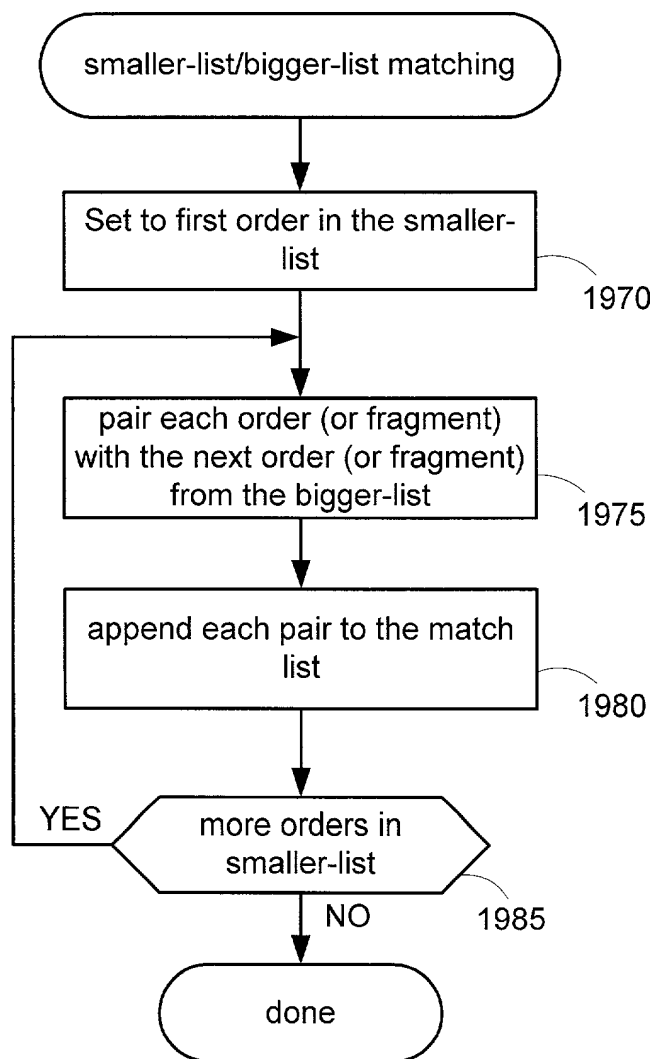 smaller-list/bigger-list matching
Set to first order in the smaller-
list
1970
pair each order (or fragment)
with the next order (or fragment)
from the bigger-list
1975
append each pair to the match
list
1980
YES
more orders in
smaller-list
1985
NO
done